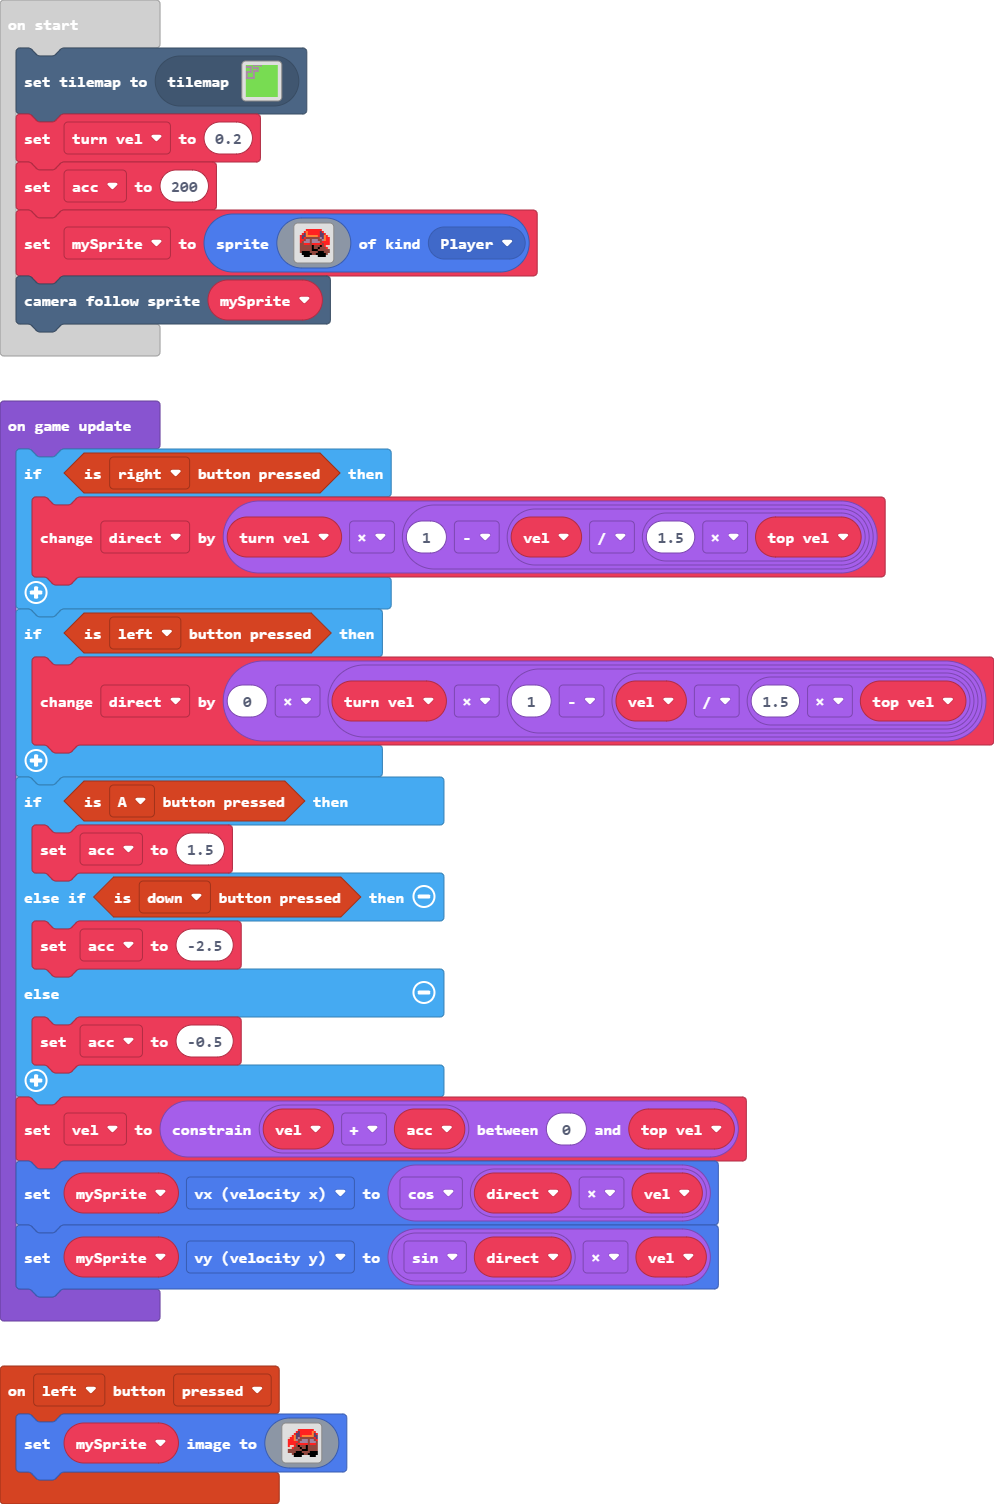 on start
set tilemap to tilemap
set turn vel to 0.2
set acc to 200
set mySprite to sprite of kind Player
camera follow sprite mySprite
on game update
if is right button pressed then
change direct by turn vel × 1 - vel / 1.5 × top vel
if is left button pressed then
change direct by 0 × turn vel × 1 - vel / 1.5 × top vel
if is A button pressed then
set acc to 1.5
else if is down button pressed then
set acc to -2.5
else
set acc to -0.5
set vel to constrain vel + acc between 0 and top vel
set mySprite vx (velocity x) to cos direct × vel
set mySprite vy (velocity y) to sin direct × vel
on left button pressed
set mySprite image to